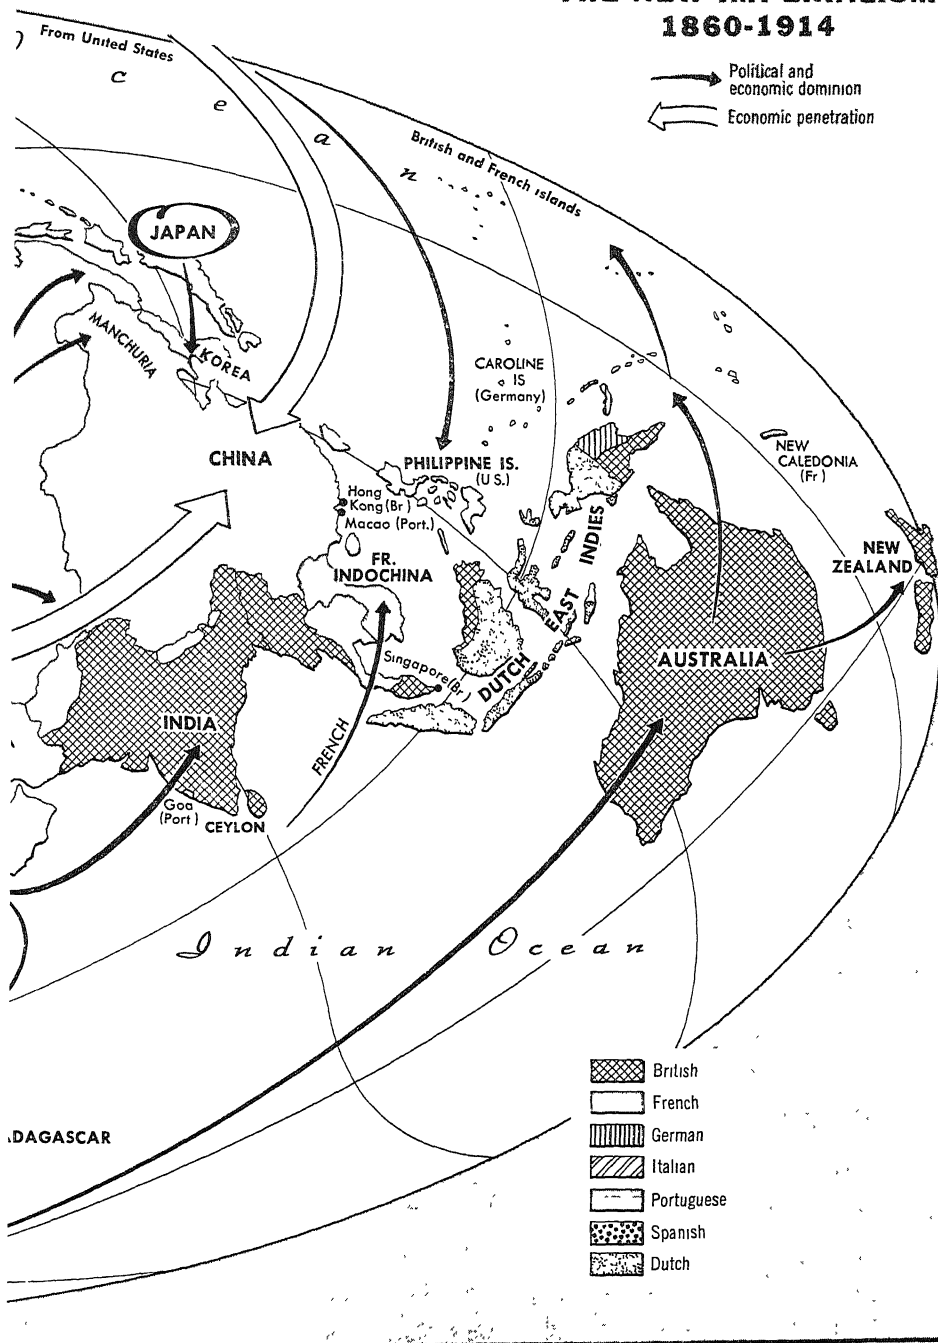 1860-1914
Political and
economic dominion
Economic penetration
From United States
c e a n
British and French islands
JAPAN
MANCHURIA
KOREA
CAROLINE
IS
(Germany)
CHINA
PHILIPPINE IS.
(U S.)
NEW
CALEDONIA
(Fr)
Hong
Kong (Br)
Macao (Port.)
FR.
INDOCHINA
NEW
ZEALAND
DUTCH EAST INDIES
Singapore (Br)
AUSTRALIA
INDIA
FRENCH
Goa
(Port)
CEYLON
Indian Ocean
DAGASCAR
British
French
German
Italian
Portuguese
Spanish
Dutch